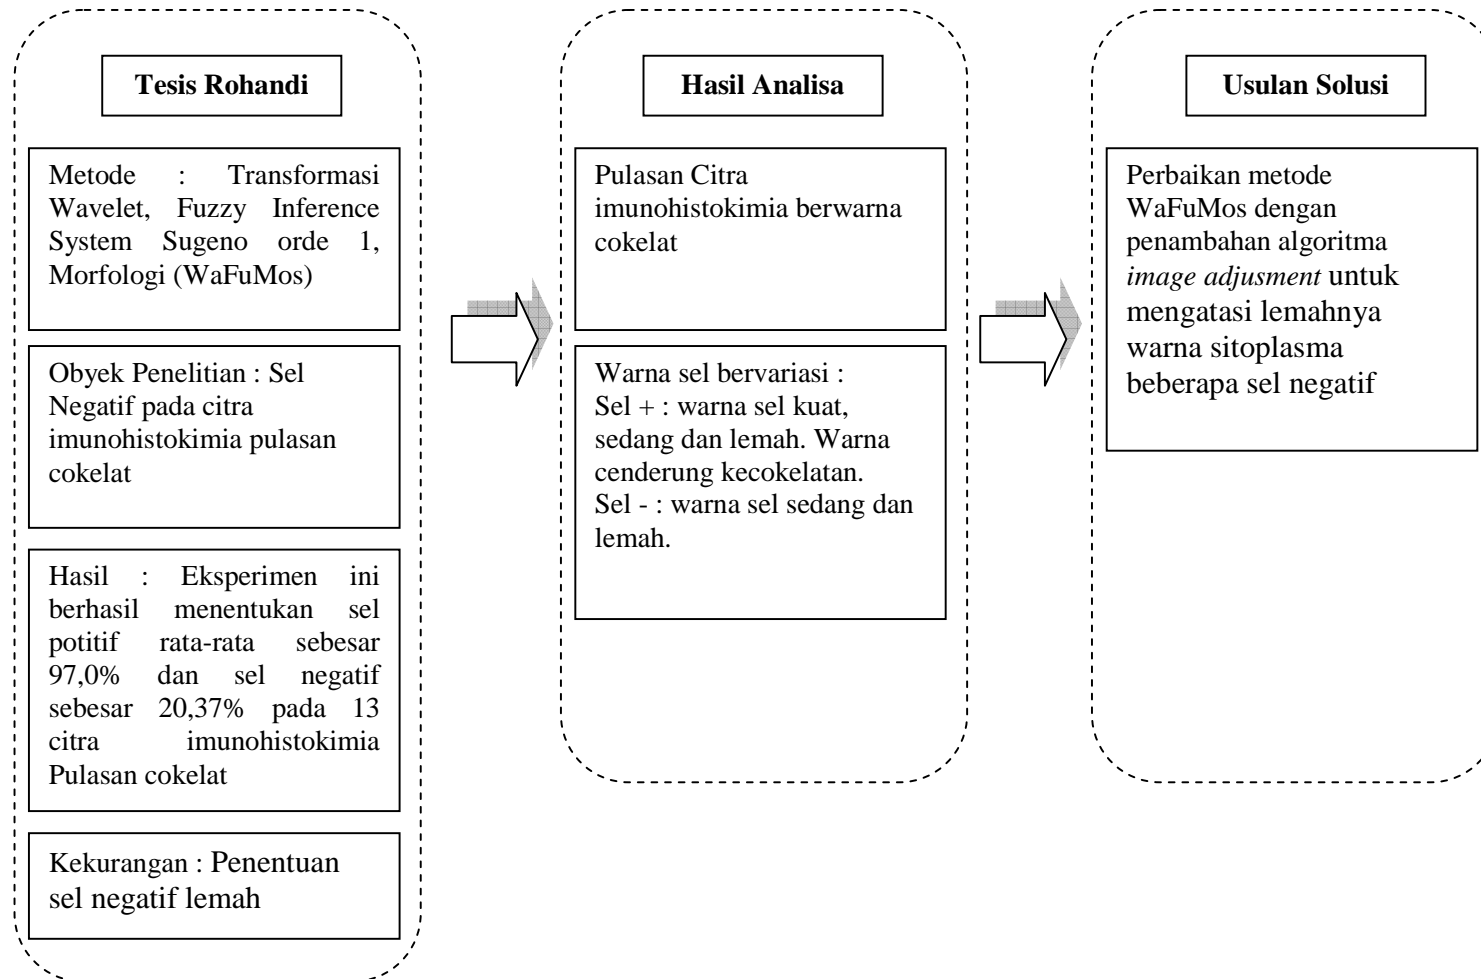 Tesis Rohandi
Metode : Transformasi
Wavelet, Fuzzy Inference
System Sugeno orde 1,
Morfologi (WaFuMos)
Obyek Penelitian : Sel
Negatif pada citra
imunohistokimia pulasan
cokelat
Hasil : Eksperimen ini
berhasil menentukan sel
potitif rata-rata sebesar
97,0% dan sel negatif
sebesar 20,37% pada 13
citra imunohistokimia
Pulasan cokelat
Kekurangan : Penentuan
sel negatif lemah
Hasil Analisa
Pulasan Citra
imunohistokimia berwarna
cokelat
Warna sel bervariasi :
Sel + : warna sel kuat,
sedang dan lemah. Warna
cenderung kecokelatan.
Sel - : warna sel sedang dan
lemah.
Usulan Solusi
Perbaikan metode
WaFuMos dengan
penambahan algoritma
image adjusment untuk
mengatasi lemahnya
warna sitoplasma
beberapa sel negatif